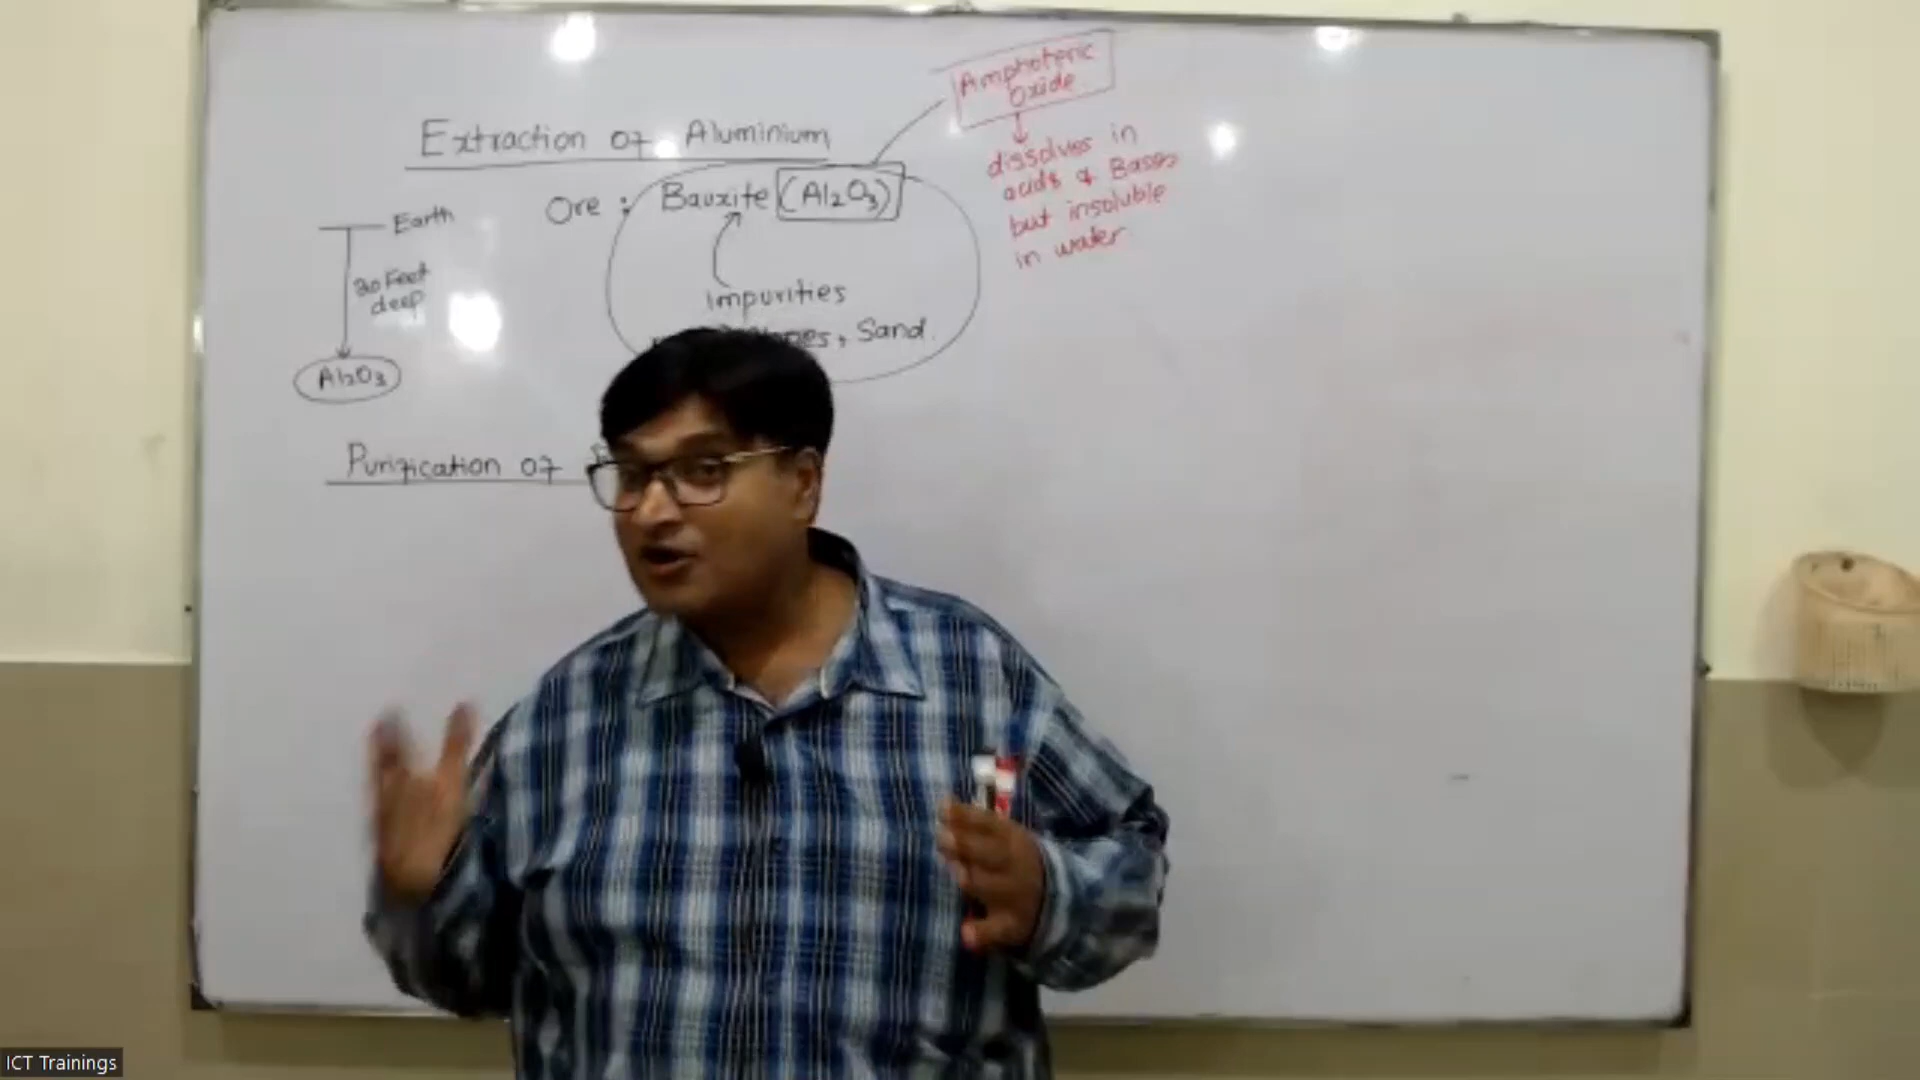 Amphoteric
Oxide
Extraction of Aluminium
dissolves in
acids & Bases
but insoluble
in water
Ore : Bauxite (Al₂O₃)
Earth
Feet
deep
Impurities
, Sand.
Al₂O₃
Purification of
ICT Trainings